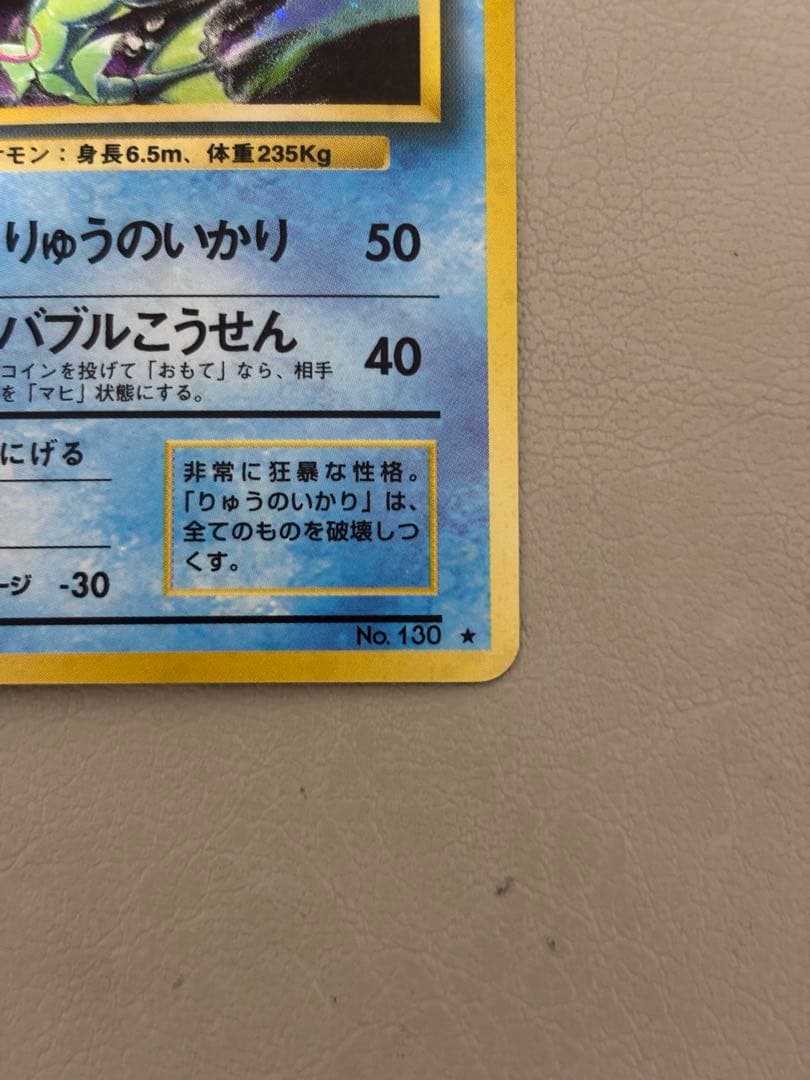 ケモン：身長6.5m、体重235Kg
りゅうのいかり 50
バブルこうせん 40
コインを投げて「おもて」なら、相手
を「マヒ」状態にする。
にげる
非常に狂暴な性格。
「りゅうのいかり」は、
全てのものを破壊しつ
くす。
ージ -30
No. 130 ★